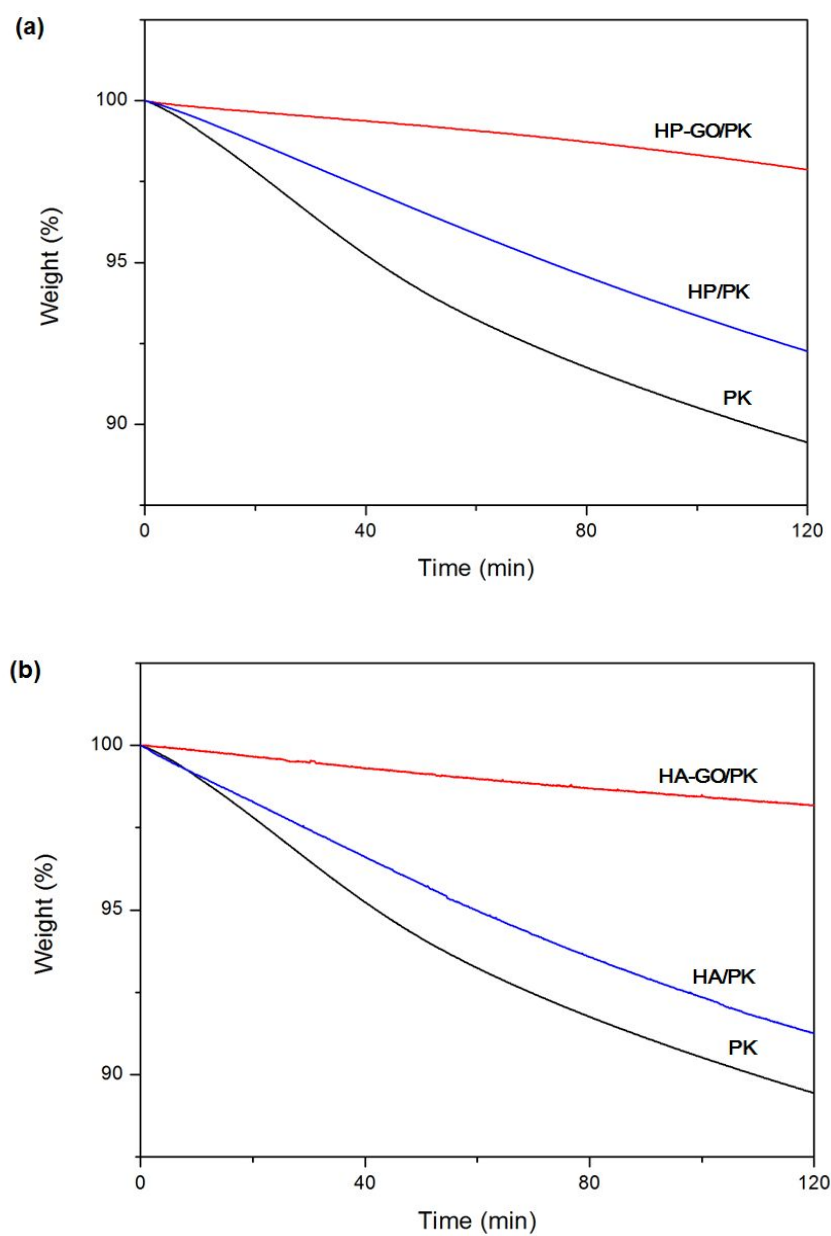 (a)
100
95
90
Weight (%)
HP-GO/PK
HP/PK
PK
0
40
80
120
Time (min)
(b)
100
95
90
Weight (%)
HA-GO/PK
HA/PK
PK
0
40
80
120
Time (min)